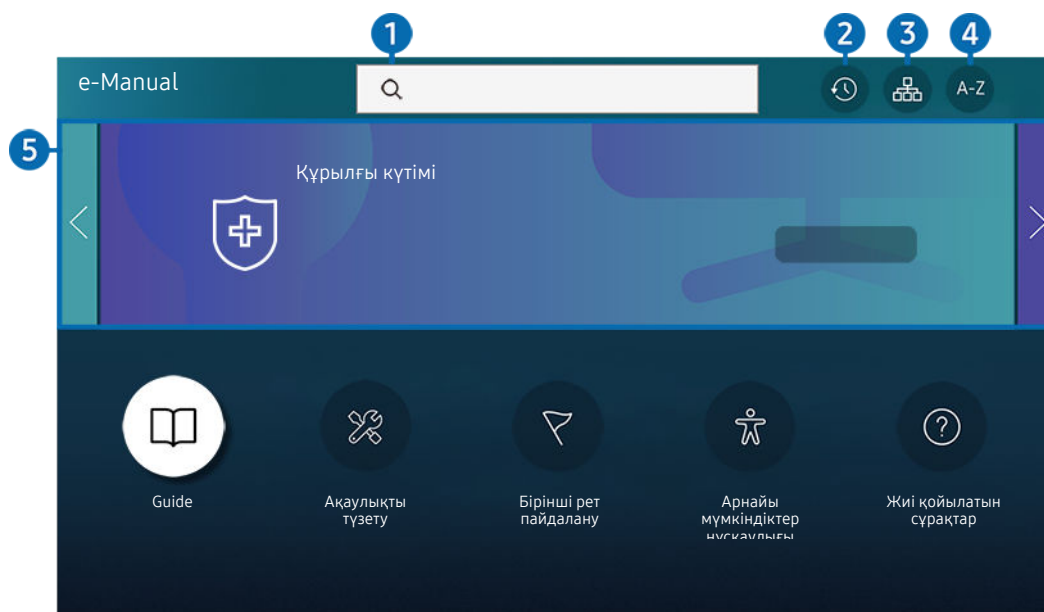 1
2
3
4
e-Manual
A-Z
5
Құрылғы күтімі
Guide
Ақаулықты
түзету
Бірінші рет
пайдалану
Арнайы
мүмкіндіктер
нұсқаулығы
Жиі қойылатын
сұрақтар